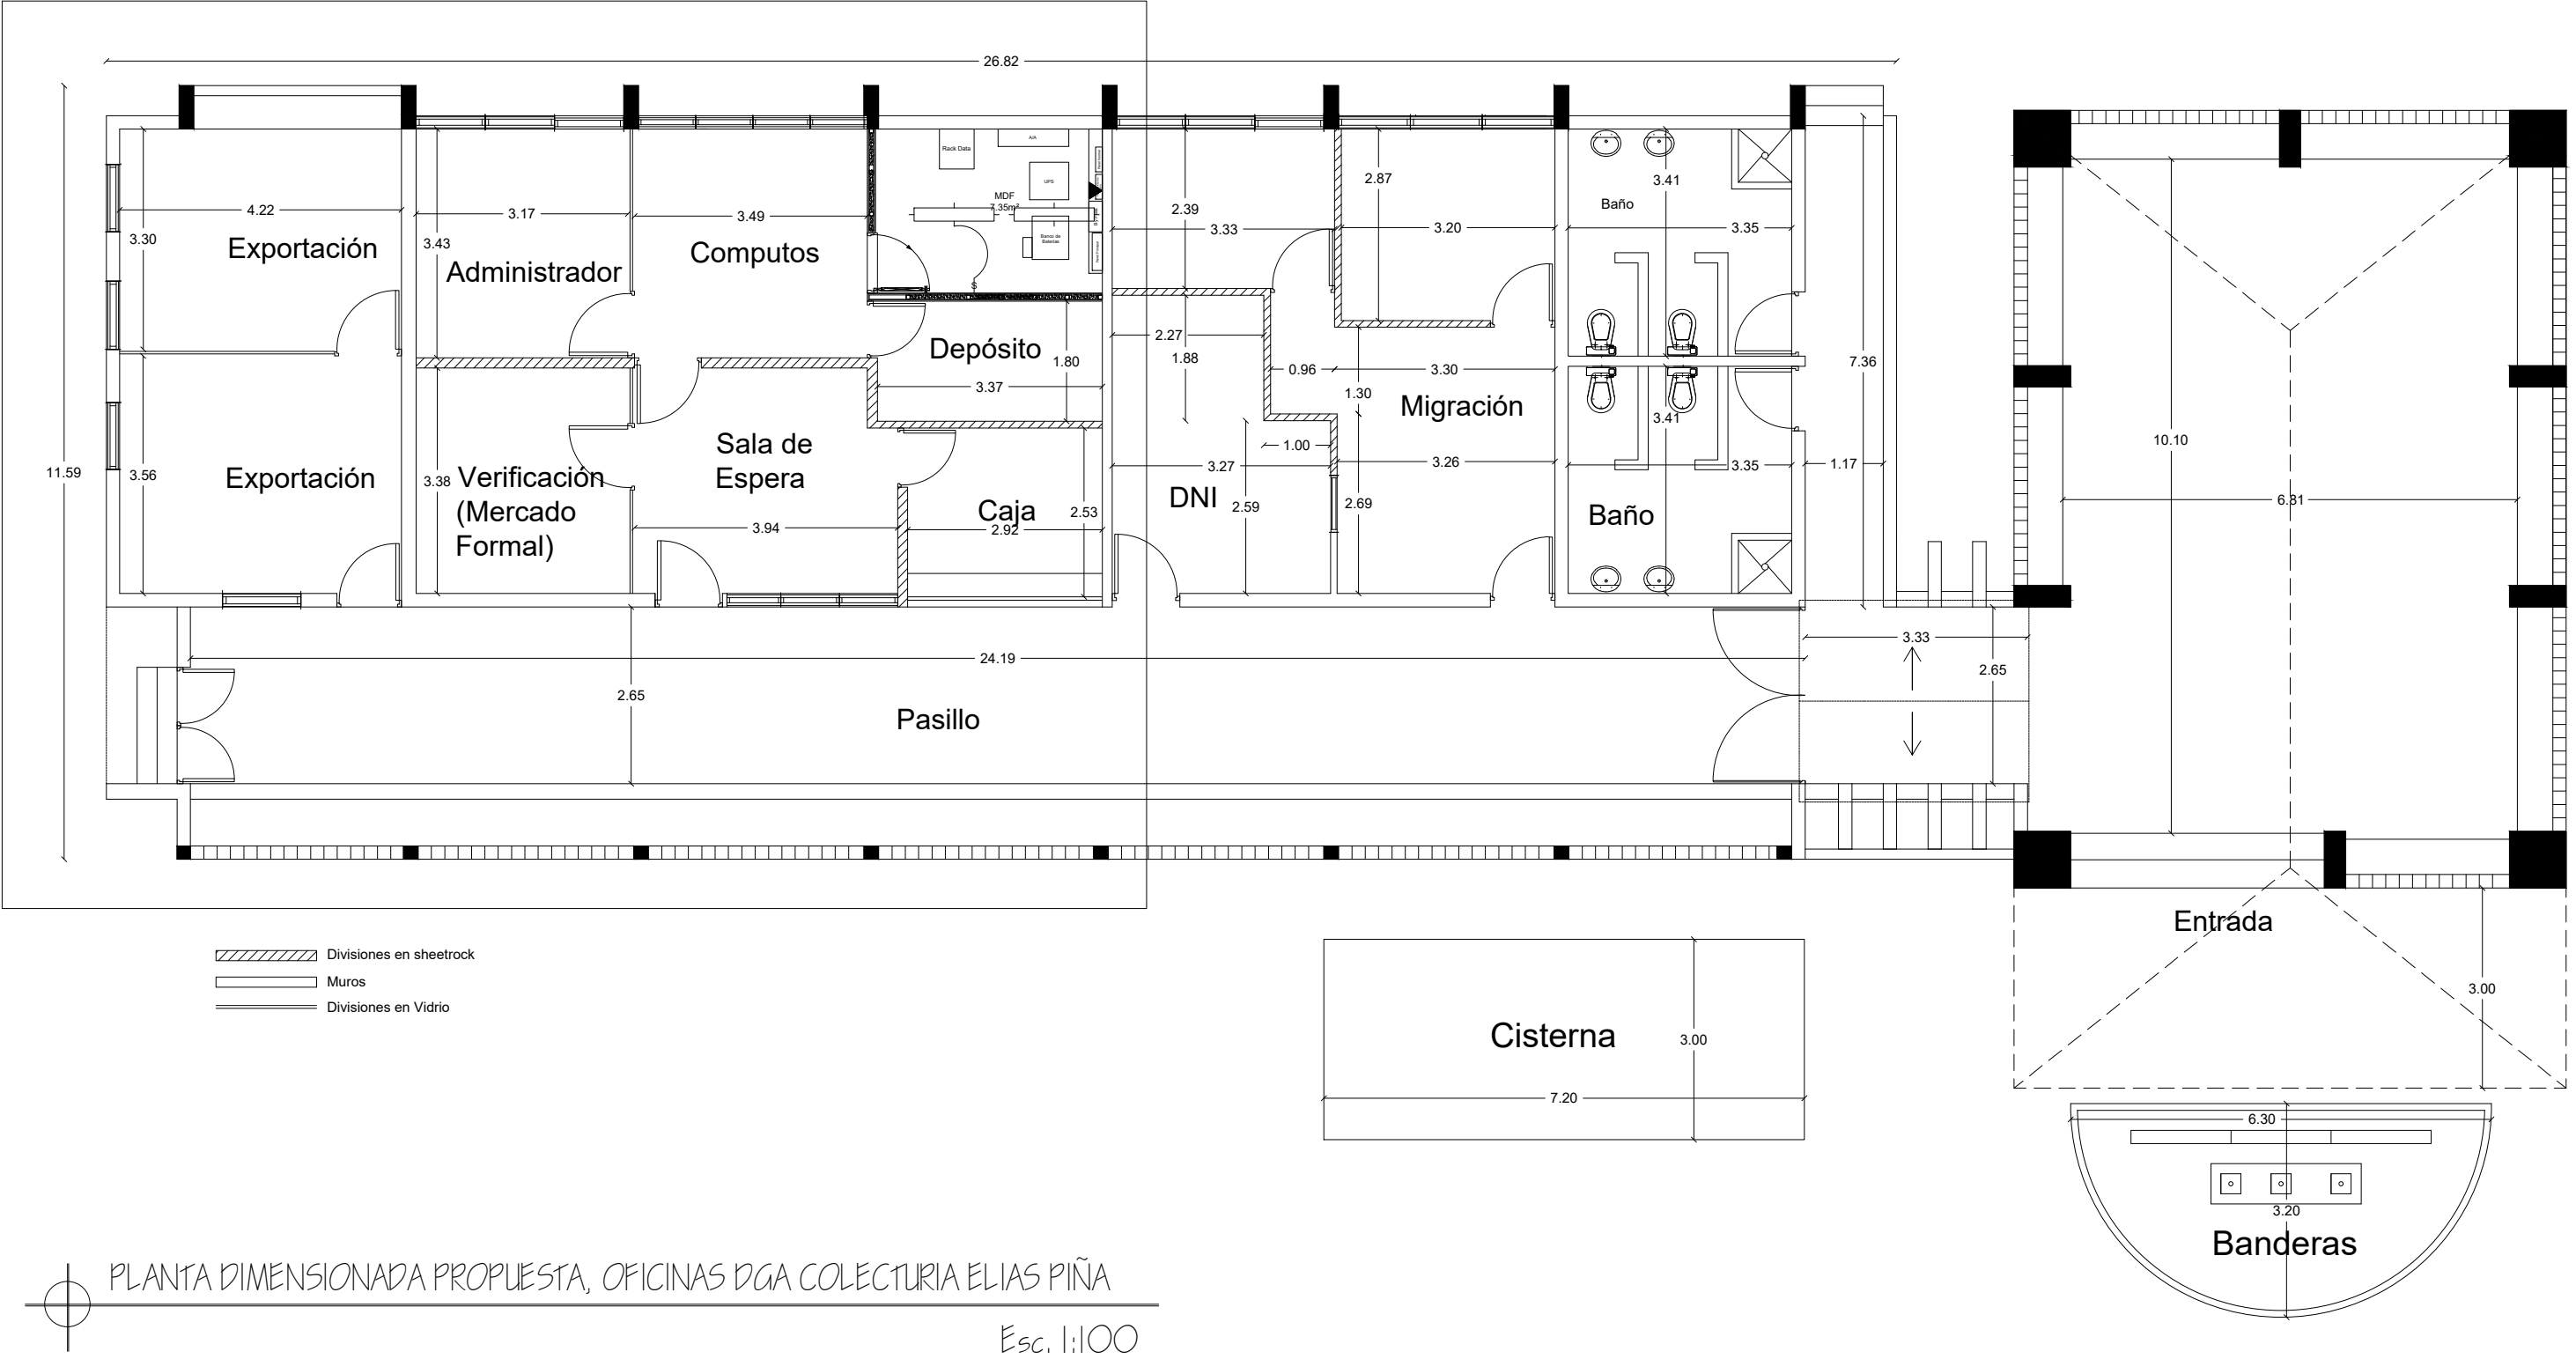 26.82
Rack Data
A/A
UPS
MDF
7.35m²
Banco de
Baterias
S
4.22
3.30
Exportación
3.17
3.43
Administrador
3.49
Computos
2.39
3.33
2.87
3.20
3.41
Baño
3.35
Depósito
1.80
3.37
2.27
1.88
0.96
3.30
1.30
Migración
7.36
10.10
11.59
3.56
Exportación
3.38
Verificación
(Mercado
Formal)
Sala de
Espera
3.94
Caja
2.92
2.53
1.00
3.27
DNI
2.59
3.26
2.69
3.41
3.35
Baño
1.17
6.81
24.19
2.65
Pasillo
3.33
2.65
Entrada
3.00
Divisiones en sheetrock
Muros
Divisiones en Vidrio
Cisterna
3.00
7.20
6.30
3.20
Banderas
PLANTA DIMENSIONADA PROPUESTA, OFICINAS DGA COLECTURIA ELIAS PIÑA
Esc. 1:100